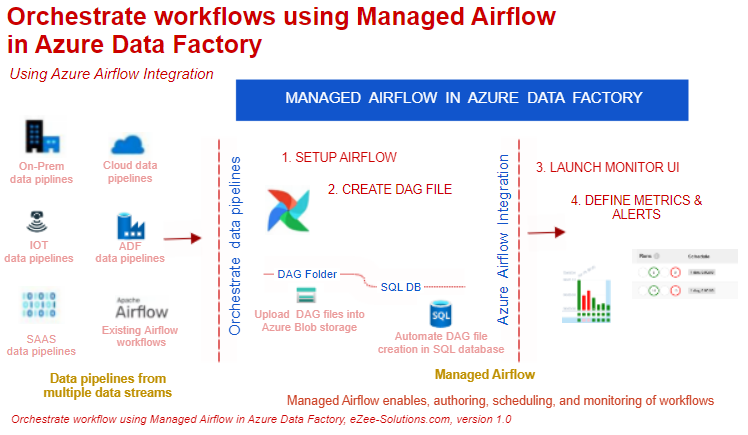 Orchestrate workflows using Managed Airflow
in Azure Data Factory
Using Azure Airflow Integration
MANAGED AIRFLOW IN AZURE DATA FACTORY
On-Prem
data piplines
Cloud data
pipelines
IOT
data pipelines
ADF
data pipelines
SAAS
data pipelines
Apache
Airflow
Existing Airflow
workflows
Data pipelines from
multiple data streams
Orchestrate data pipelines
1. SETUP AIRFLOW
2. CREATE DAG FILE
DAG Folder
SQL DB
Upload DAG files into
Azure Blob storage
SQL
Automate DAG file
creation in SQL database
Managed Airflow
Azure Airflow Integration
3. LAUNCH MONITOR UI
4. DEFINE METRICS &
ALERTS
Runs
Schedule
Managed Airflow enables, authoring, scheduling, and monitoring of workflows
Orchestrate workflow using Managed Airflow in Azure Data Factory, eZee-Solutions.com, version 1.0